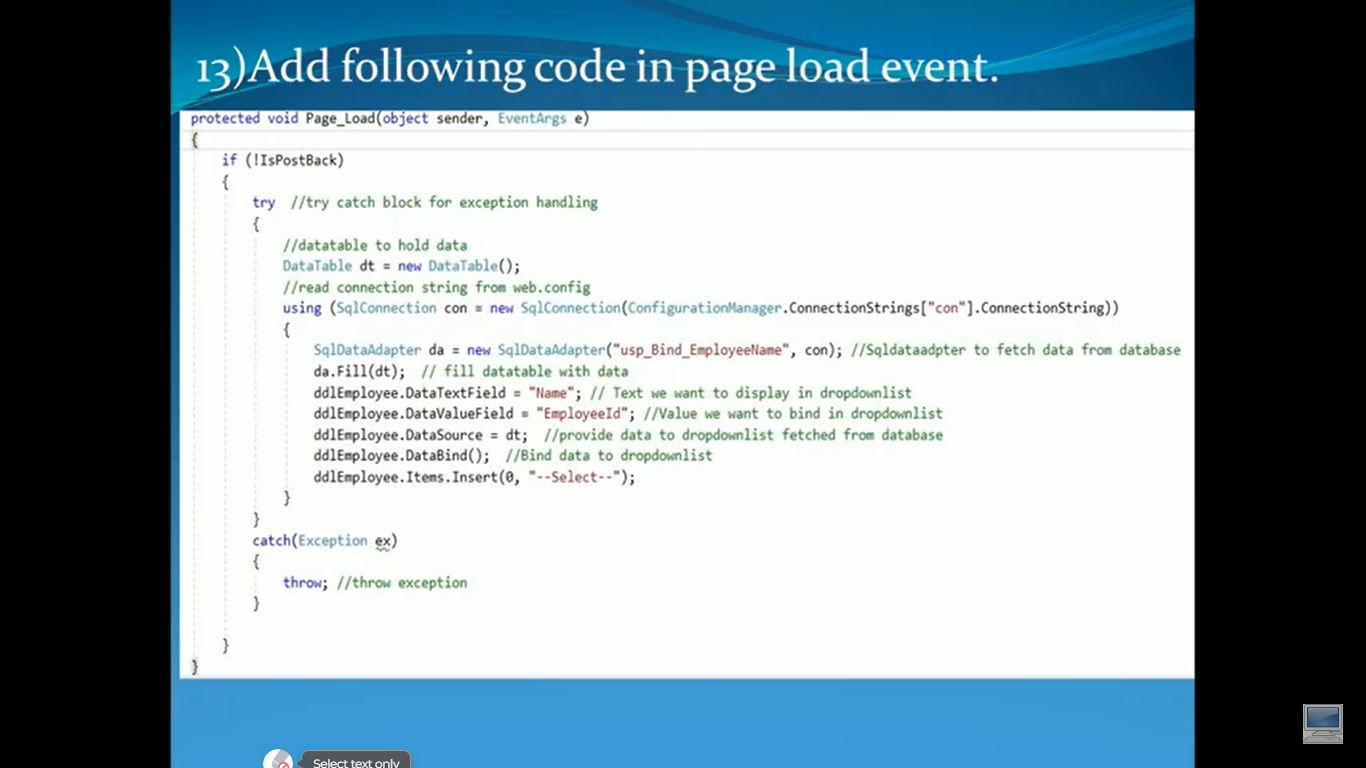 13)Add following code in page load event.
protected void Page_Load(object sender, EventArgs e)
{
if (!IsPostBack)
{
try //try catch block for exception handling
{
//datatable to hold data
DataTable dt = new DataTable();
//read connection string from web.config
using (SqlConnection con = new SqlConnection(ConfigurationManager.ConnectionStrings["con"].ConnectionString))
{
SqlDataAdapter da = new SqlDataAdapter("usp_Bind_EmployeeName", con); //Sqldataadpter to fetch data from database
da.Fill(dt); // fill datatable with data
ddlEmployee.DataTextField = "Name"; // Text we want to display in dropdownlist
ddlEmployee.DataValueField = "EmployeeId"; //Value we want to bind in dropdownlist
ddlEmployee.DataSource = dt; //provide data to dropdownlist fetched from database
ddlEmployee.DataBind(); //Bind data to dropdownlist
ddlEmployee.Items.Insert(0, "--Select--");
}
}
catch(Exception ex)
{
throw; //throw exception
}
}
}
Select text only